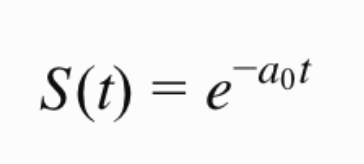 S(t) = e^{-a_0 t}